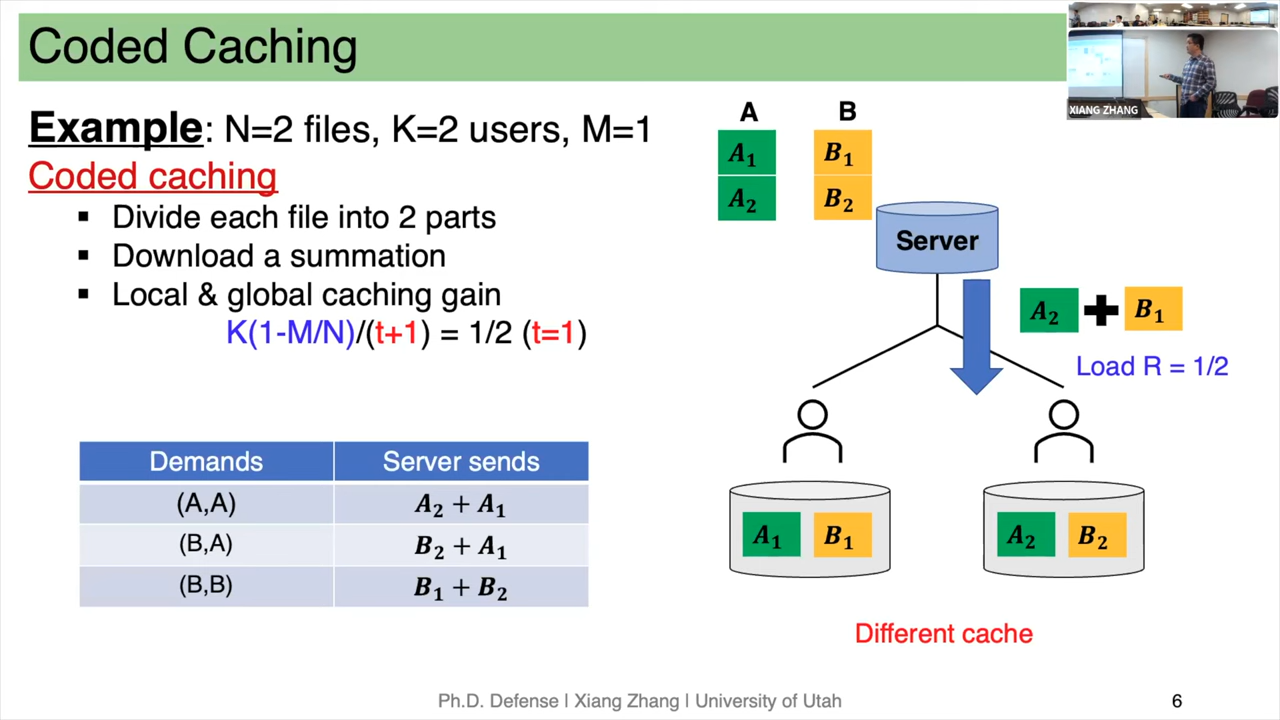 Coded Caching
XIANG ZHANG
Example: N=2 files, K=2 users, M=1
Coded caching
▪ Divide each file into 2 parts
▪ Download a summation
▪ Local & global caching gain
K(1-M/N)/(t+1) = 1/2 (t=1)
Demands Server sends
(A,A) A₂ + A₁
(B,A) B₂ + A₁
(B,B) B₁ + B₂
A B
A₁ B₁
A₂ B₂
Server
A₂ + B₁
Load R = 1/2
A₁ B₁ A₂ B₂
Different cache
Ph.D. Defense | Xiang Zhang | University of Utah
6